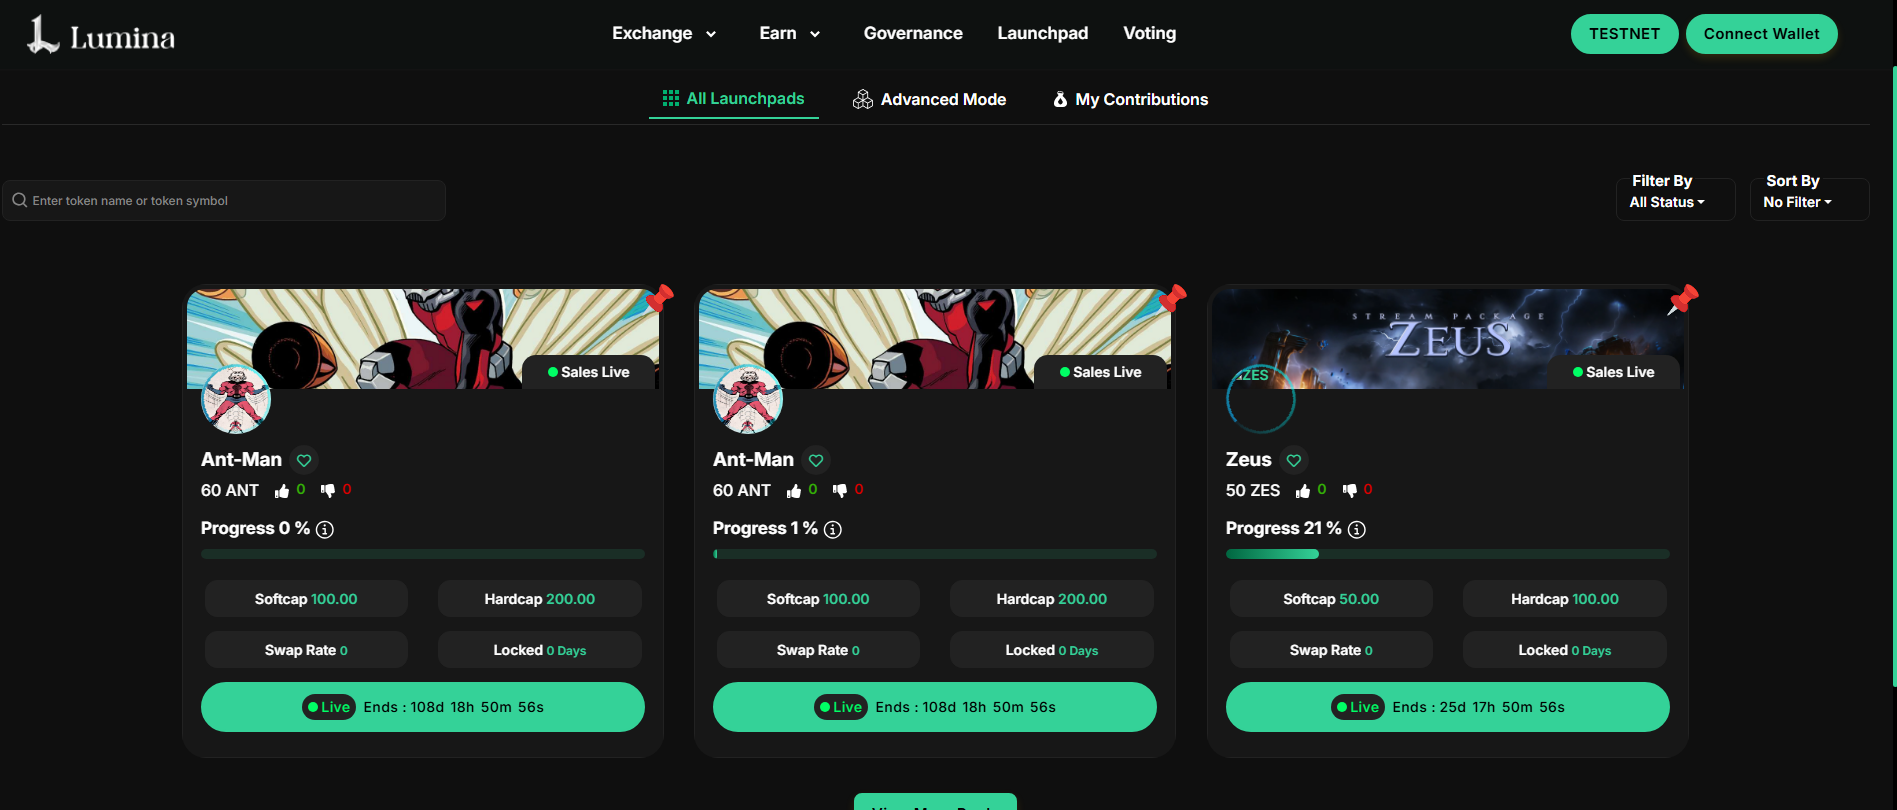 Lumina
Exchange Earn Governance Launchpad Voting
TESTNET Connect Wallet
All Launchpads Advanced Mode My Contributions
Enter token name or token symbol
Filter By
All Status
Sort By
No Filter
Sales Live
Ant-Man
60 ANT 0 0
Progress 0 %
Softcap 100.00 Hardcap 200.00
Swap Rate 0 Locked 0 Days
Live Ends : 108d 18h 50m 56s
Sales Live
Ant-Man
60 ANT 0 0
Progress 1 %
Softcap 100.00 Hardcap 200.00
Swap Rate 0 Locked 0 Days
Live Ends : 108d 18h 50m 56s
STREAM PACKAGE
ZEUS
Sales Live
ZES
Zeus
50 ZES 0 0
Progress 21 %
Softcap 50.00 Hardcap 100.00
Swap Rate 0 Locked 0 Days
Live Ends : 25d 17h 50m 56s